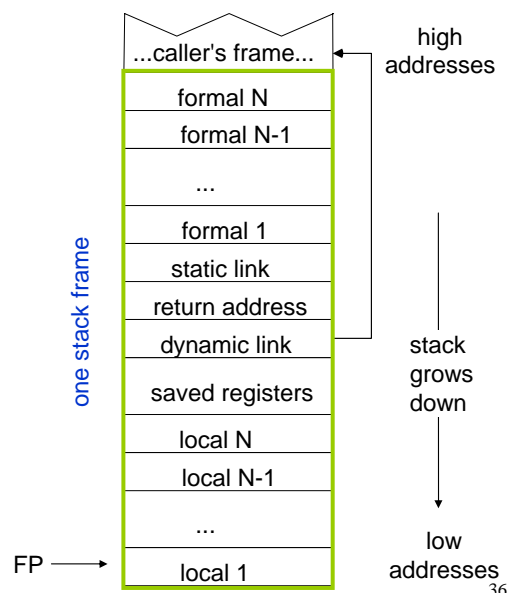 ...caller's frame...
high
addresses
formal N
formal N-1
...
formal 1
static link
return address
dynamic link
saved registers
local N
local N-1
...
local 1
one stack frame
stack
grows
down
FP
low
addresses
36